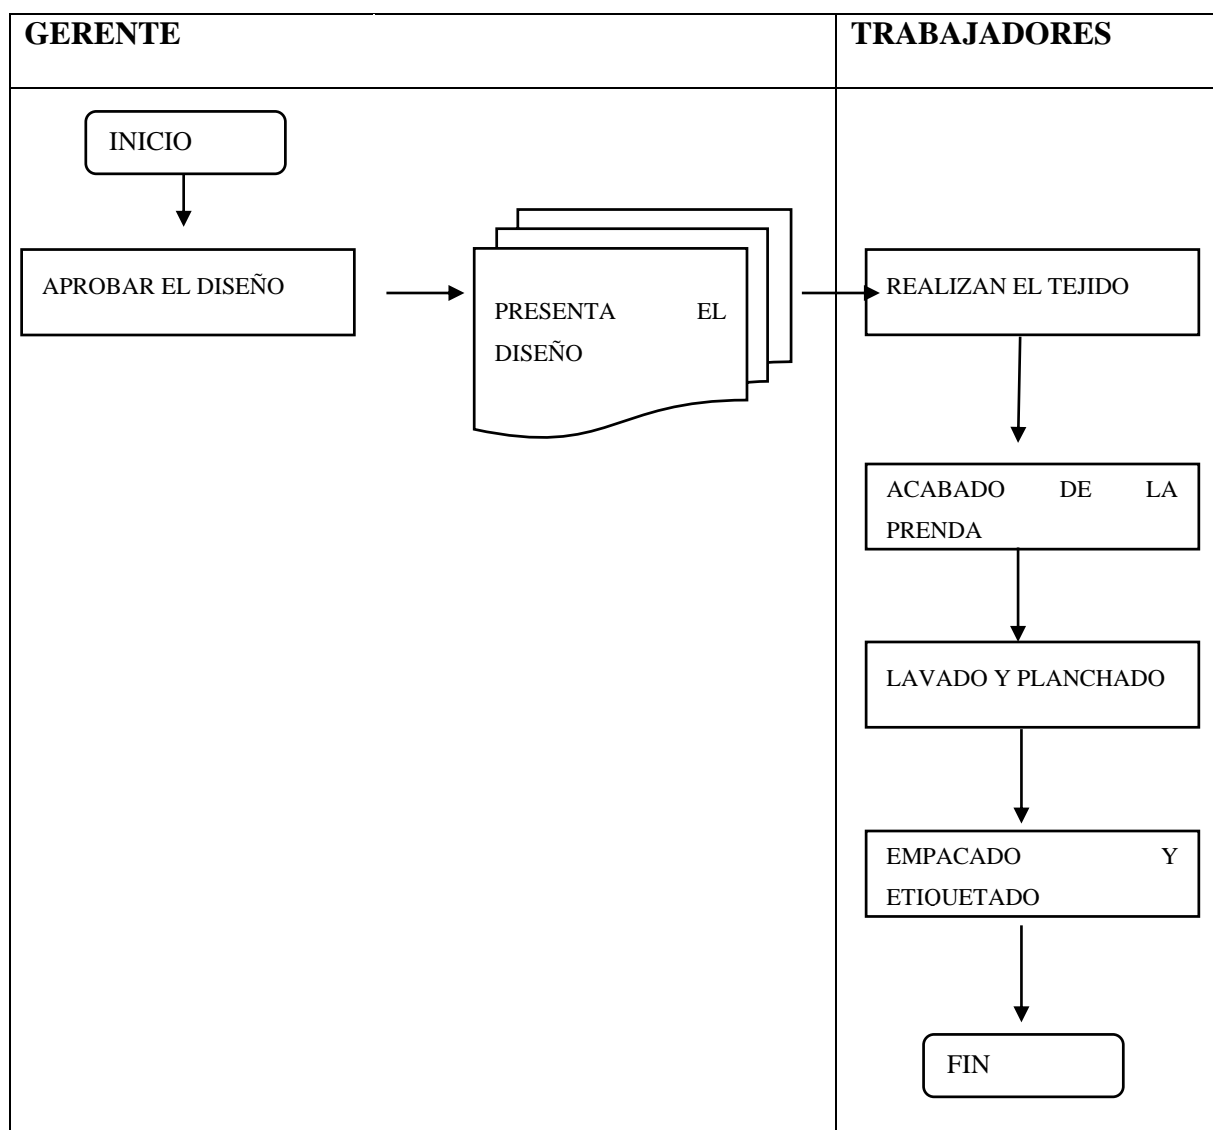 GERENTE
TRABAJADORES
INICIO
APROBAR EL DISEÑO
PRESENTA EL
DISEÑO
REALIZAN EL TEJIDO
ACABADO DE LA
PRENDA
LAVADO Y PLANCHADO
EMPACADO Y
ETIQUETADO
FIN